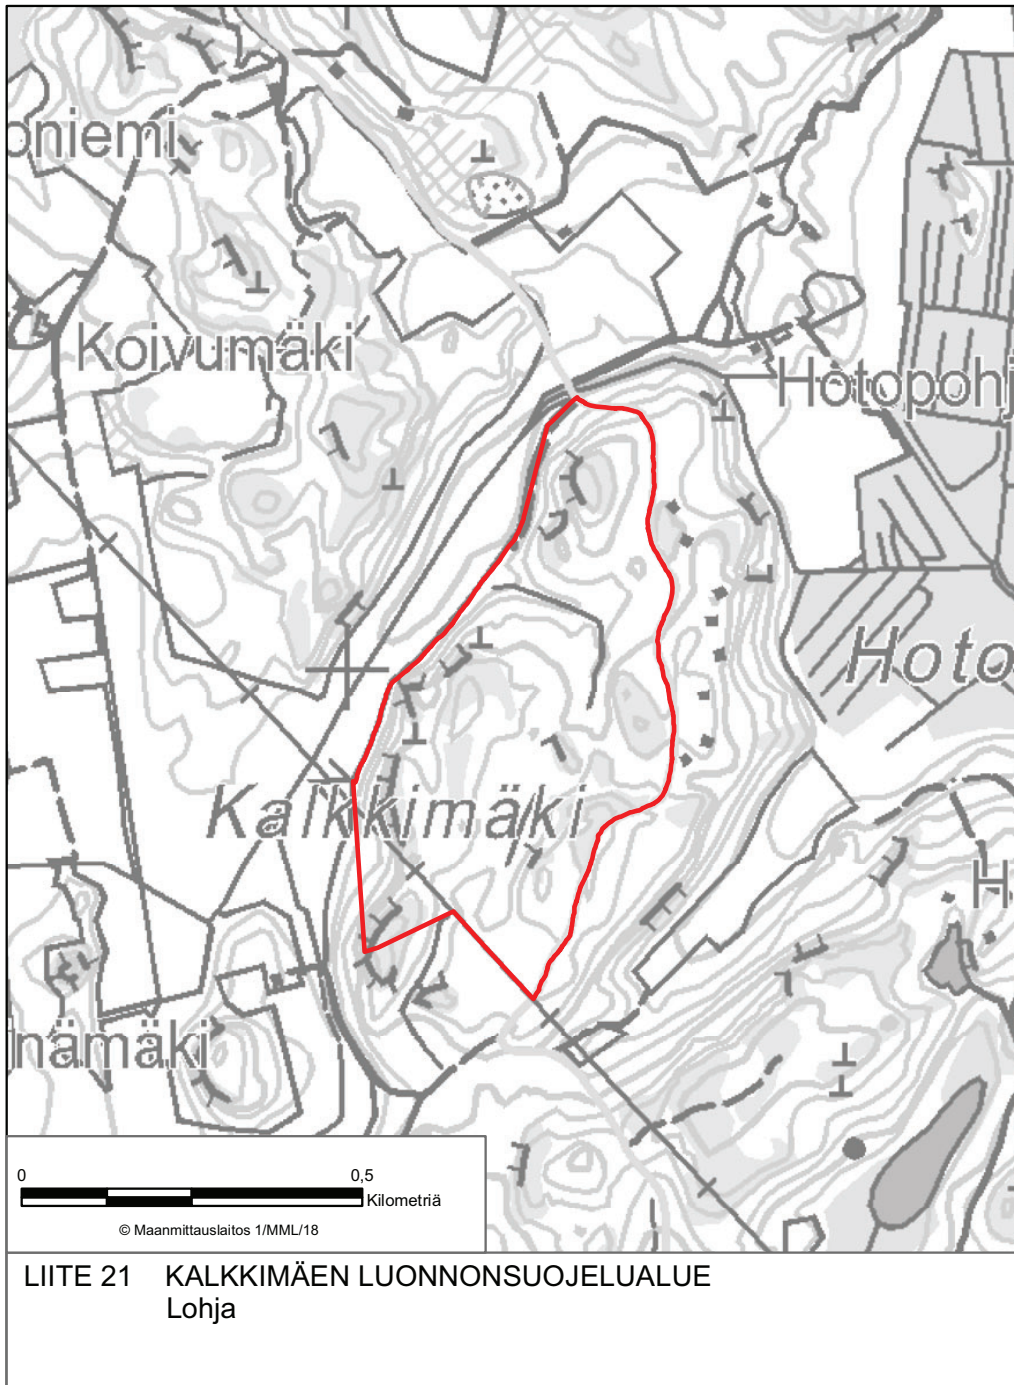 oniemi
Koivumäki
Hotopohj
Hoto
Kalkkimäki
H
nämäki
0 0,5
Kilometriä
© Maanmittauslaitos 1/MML/18
LIITE 21 KALKKIMÄEN LUONNONSUOJELUALUE
Lohja